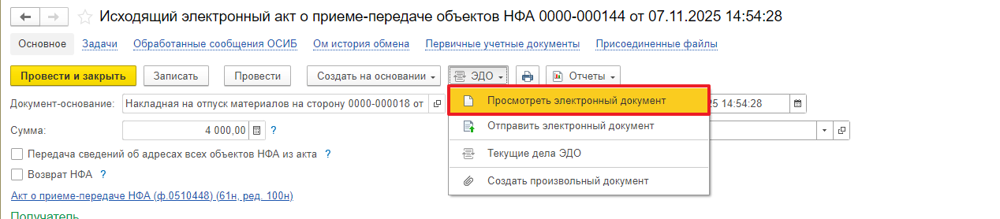 Исходящий электронный акт о приеме-передаче объектов НФА 0000-000144 от 07.11.2025 14:54:28
Основное Задачи Обработанные сообщения ОСИБ Ом история обмена Первичные учетные документы Присоединенные файлы
Провести и закрыть Записать Провести Создать на основании ЭДО Отчеты
Документ-основание: Накладная на отпуск материалов на сторону 0000-000018 от 25 14:54:28
Просмотреть электронный документ
Сумма: 4 000,00 ?
Отправить электронный документ
Передача сведений об адресах всех объектов НФА из акта ?
Текущие дела ЭДО
Возврат НФА ?
Создать произвольный документ
Акт о приеме-передаче НФА (ф.0510448) (61н, ред. 100н)
Получатель